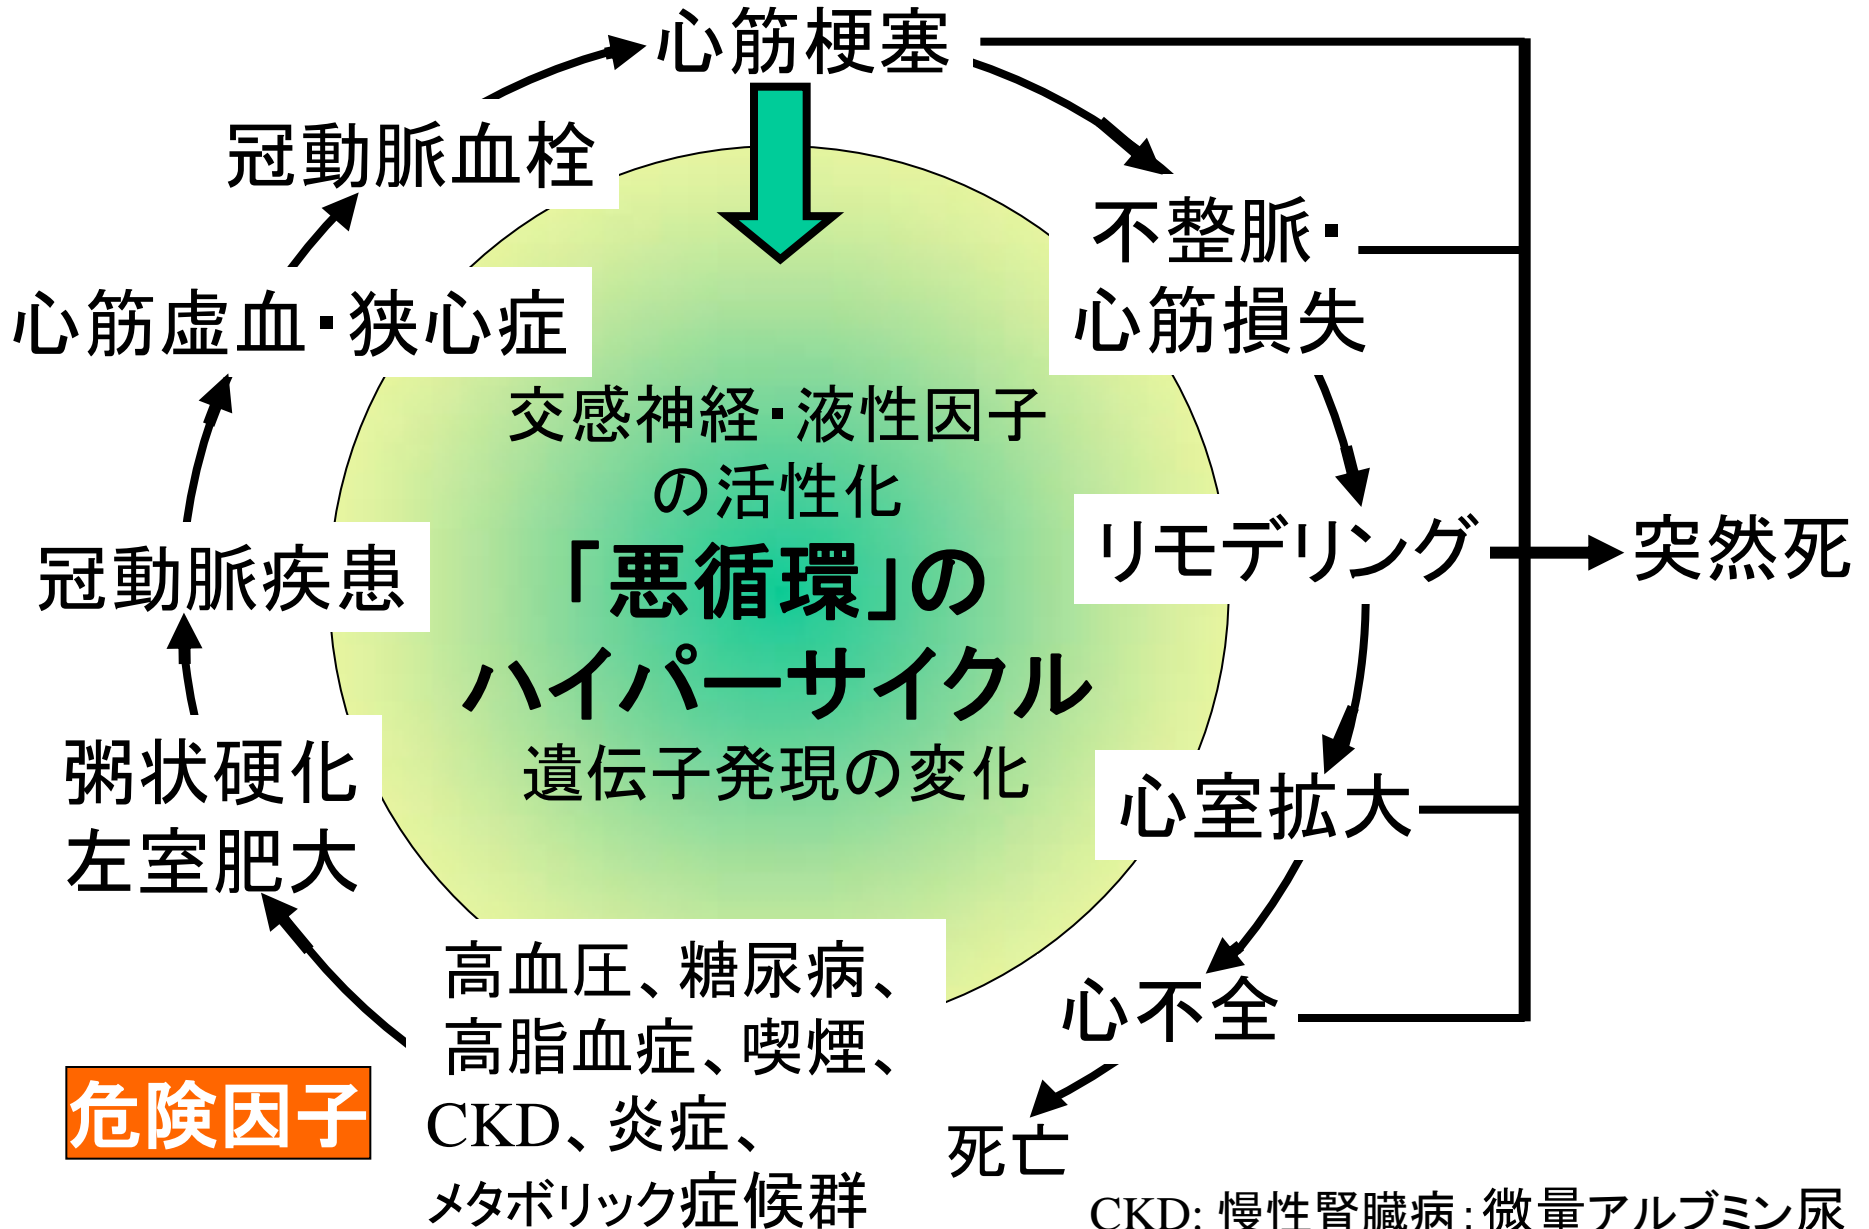 心筋梗塞
冠動脈血栓
不整脈・
心筋損失
心筋虚血・狭心症
交感神経・液性因子
の活性化
「悪循環」の
ハイパーサイクル
遺伝子発現の変化
リモデリング
突然死
冠動脈疾患
粥状硬化
左室肥大
心室拡大
心不全
死亡
高血圧、糖尿病、
高脂血症、喫煙、
CKD、炎症、
メタボリック症候群
危険因子
CKD: 慢性腎臓病：微量アルブミン尿